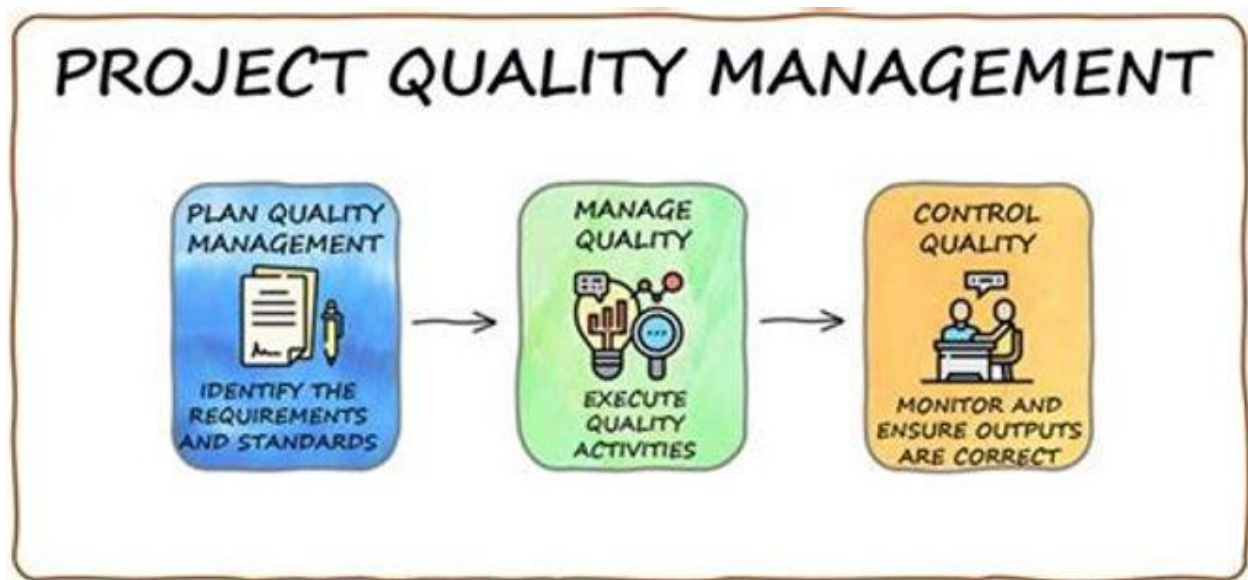 PROJECT QUALITY MANAGEMENT
PLAN QUALITY
MANAGEMENT
IDENTIFY THE
REQUIREMENTS
AND STANDARDS
MANAGE
QUALITY
EXECUTE
QUALITY
ACTIVITIES
CONTROL
QUALITY
MONITOR AND
ENSURE OUTPUTS
ARE CORRECT